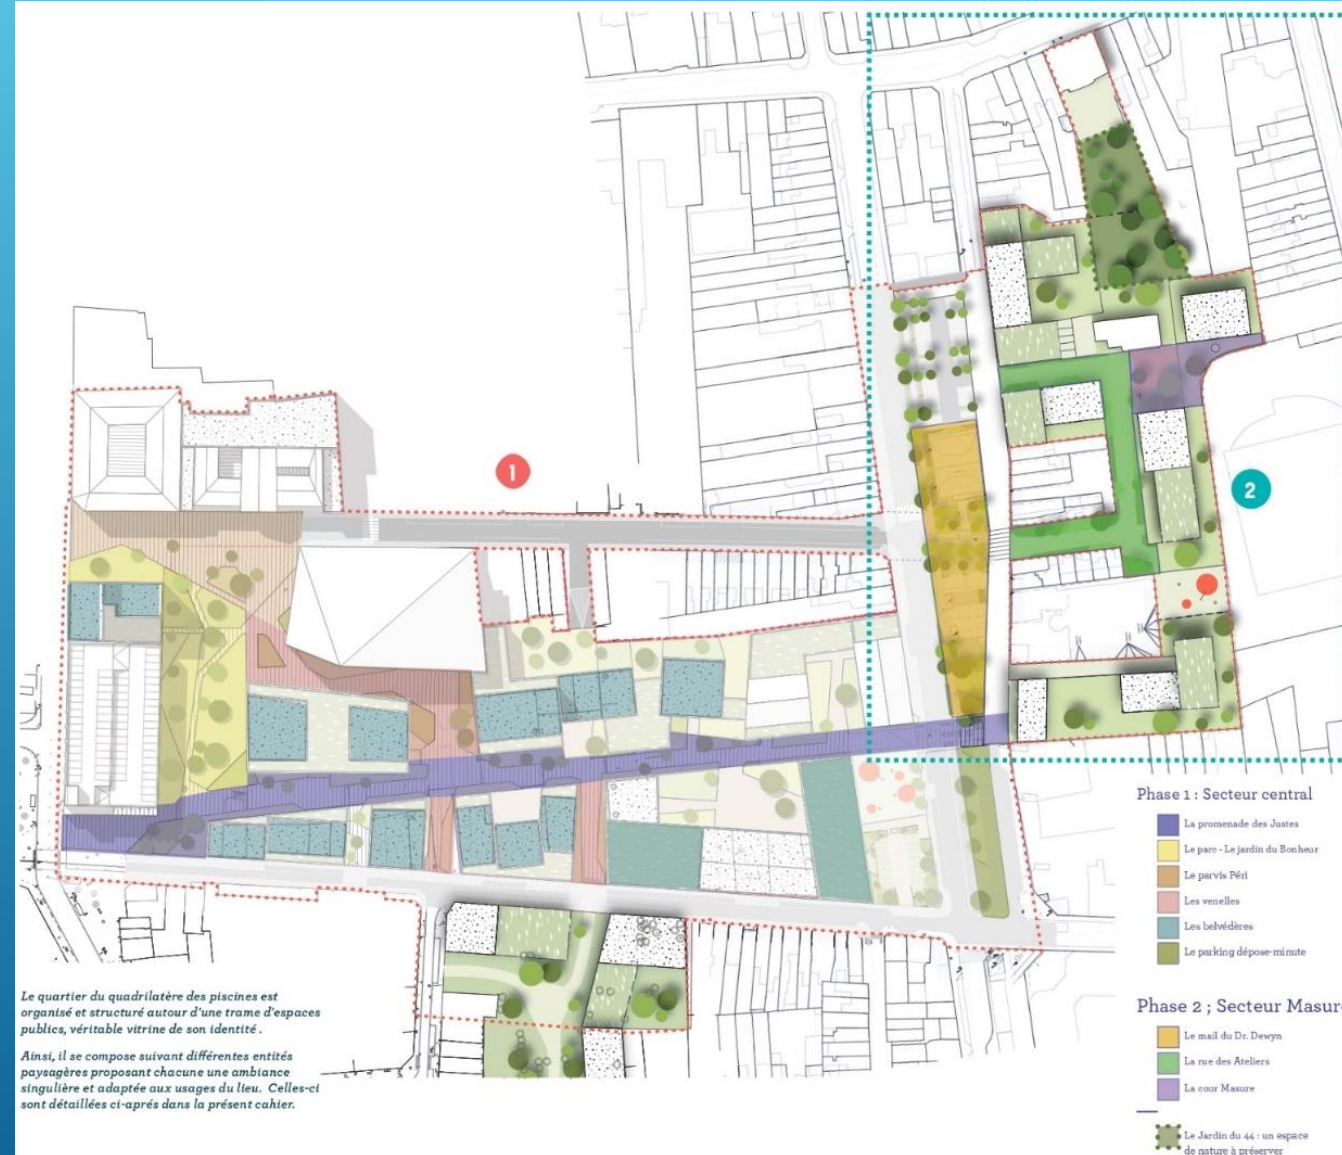 1
2
Phase 1 : Secteur central
La promenade des Justes
Le parc - Le jardin du Bonheur
Le parvis Péri
Les venelles
Les belvédères
Le parking dépose-minute
Le quartier du quadrilatère des piscines est
organisé et structuré autour d'une trame d'espaces
publics, véritable vitrine de son identité .
Ainsi, il se compose suivant différentes entités
paysagères proposant chacune une ambiance
singulière et adaptée aux usages du lieu. Celles-ci
sont détaillées ci-aprés dans la présent cahier.
Phase 2 ; Secteur Masure
Le mail du Dr. Dewyn
La rue des Ateliers
La cour Masure
Le Jardin du 44 : un espace
de nature à préserver